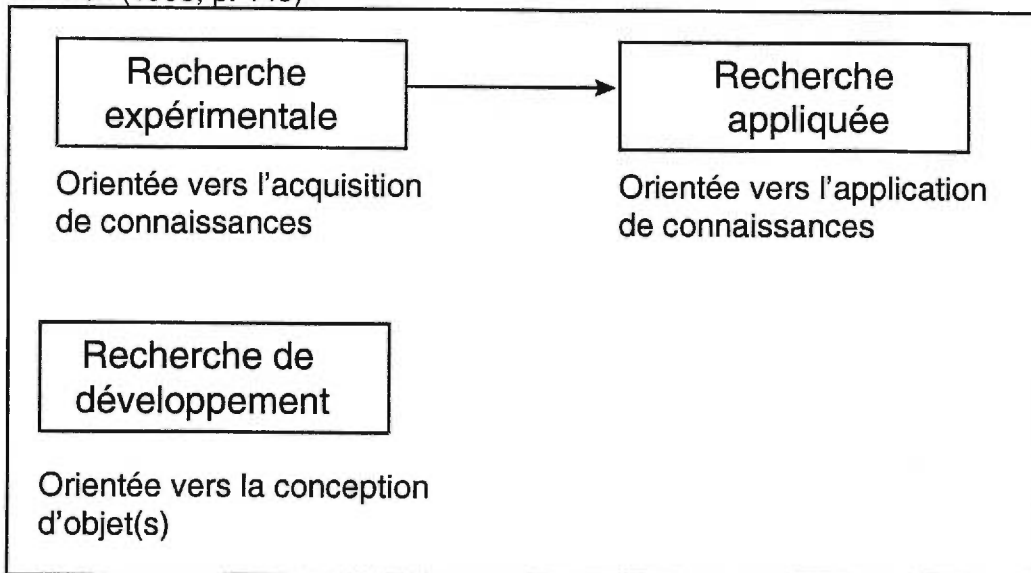 Recherche
expérimentale
Recherche
appliquée
Orientée vers l'acquisition
de connaissances
Orientée vers l'application
de connaissances
Recherche de
développement
Orientée vers la conception
d'objet(s)